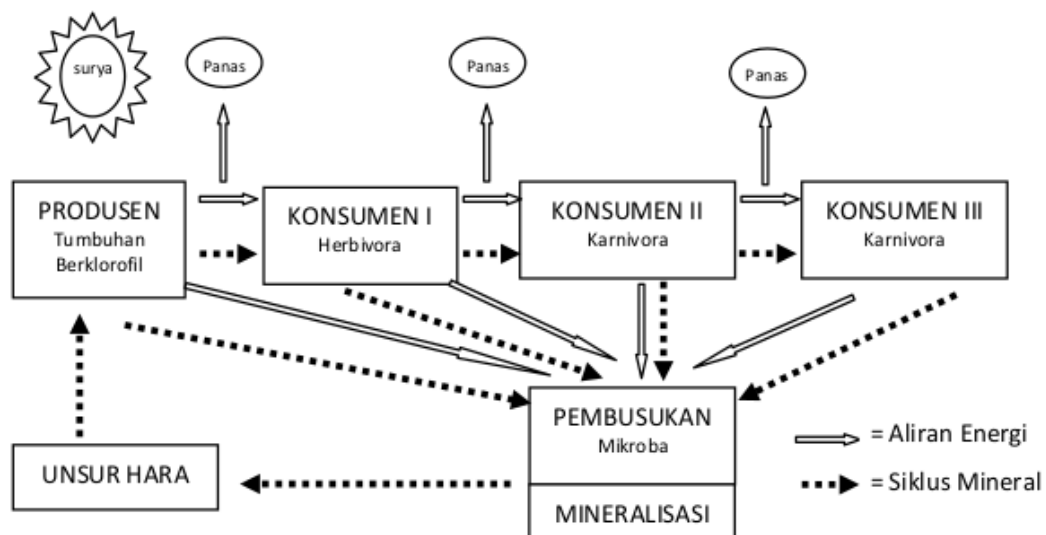 surya
Panas
Panas
Panas
PRODUSEN
Tumbuhan
Berklorofil
KONSUMEN I
Herbivora
KONSUMEN II
Karnivora
KONSUMEN III
Karnivora
PEMBUSUKAN
Mikroba
MINERALISASI
UNSUR HARA
= Aliran Energi
= Siklus Mineral